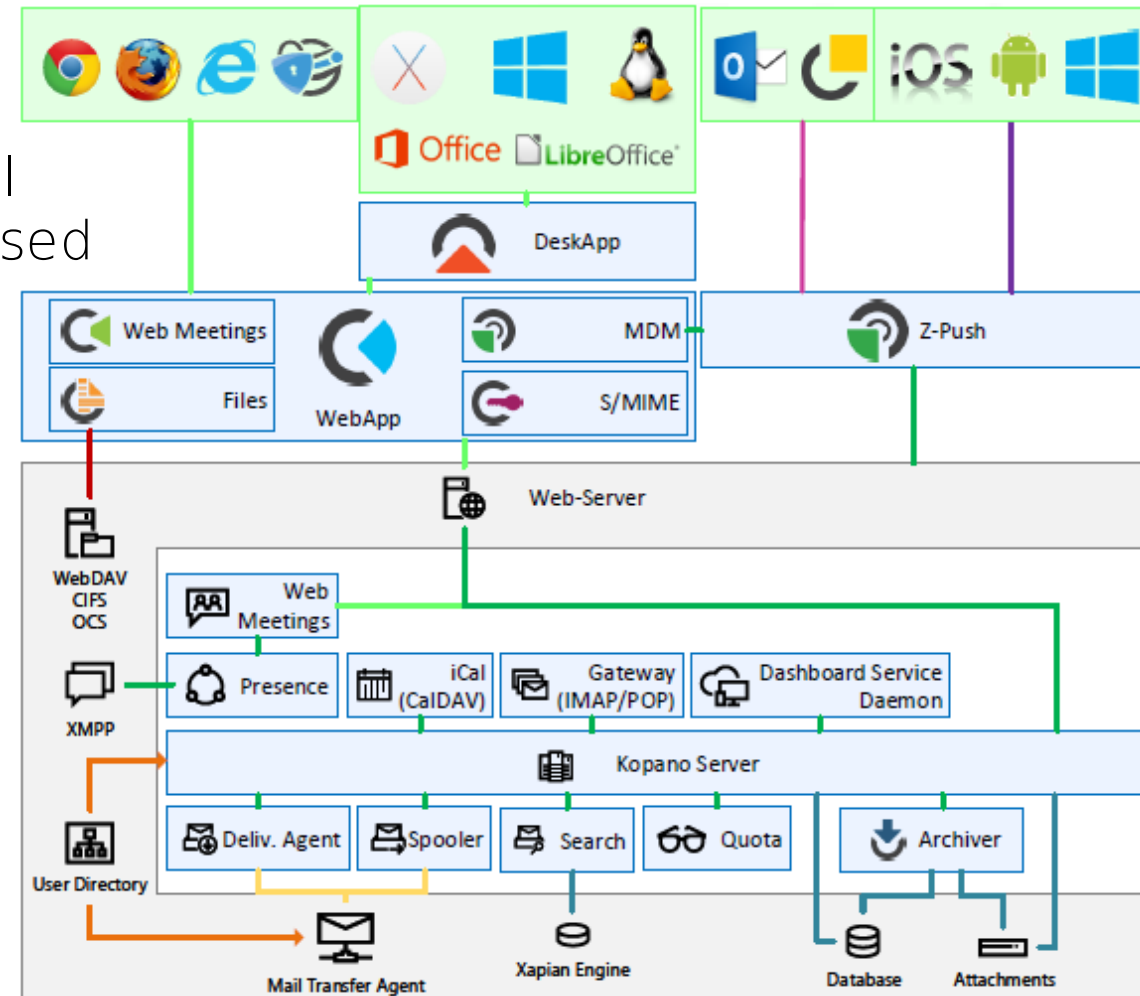 iOS
Office LibreOffice
l
sed
DeskApp
Web Meetings
MDM
Z-Push
Files
WebApp
S/MIME
Web-Server
WebDAV
CIFS
OCS
Web
Meetings
Presence
iCal
(CalDAV)
Gateway
(IMAP/POP)
Dashboard Service
Daemon
XMPP
Kopano Server
Deliv. Agent
Spooler
Search
Quota
Archiver
User Directory
Mail Transfer Agent
Xapian Engine
Database
Attachments